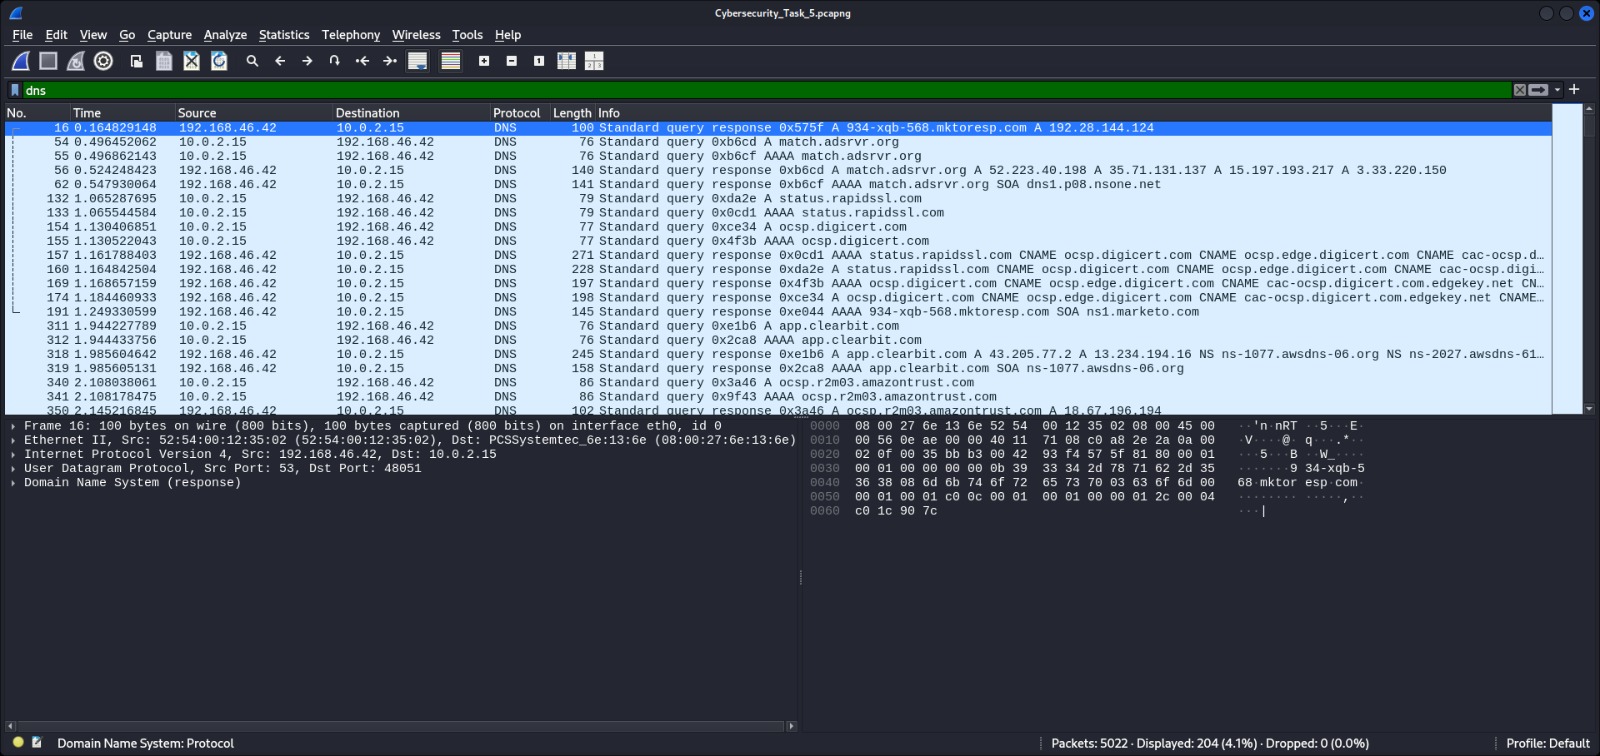 Cybersecurity_Task_5.pcapng
File Edit View Go Capture Analyze Statistics Telephony Wireless Tools Help
dns
No. Time Source Destination Protocol Length Info
16 0.164829148 192.168.46.42 10.0.2.15 DNS 100 Standard query response 0x575f A 934-xqb-568.mktoresp.com A 192.28.144.124
54 0.496452062 10.0.2.15 192.168.46.42 DNS 76 Standard query 0xb6cd A match.adsrvr.org
55 0.496862143 10.0.2.15 192.168.46.42 DNS 76 Standard query 0xb6cf AAAA match.adsrvr.org
56 0.524248423 192.168.46.42 10.0.2.15 DNS 140 Standard query response 0xb6cd A match.adsrvr.org A 52.223.40.198 A 35.71.131.137 A 15.197.193.217 A 3.33.220.150
62 0.547930064 192.168.46.42 10.0.2.15 DNS 141 Standard query response 0xb6cf AAAA match.adsrvr.org SOA dns1.p08.nsone.net
132 1.065287695 10.0.2.15 192.168.46.42 DNS 79 Standard query 0xda2e A status.rapidssl.com
133 1.065544584 10.0.2.15 192.168.46.42 DNS 79 Standard query 0x0cd1 AAAA status.rapidssl.com
154 1.130406851 10.0.2.15 192.168.46.42 DNS 77 Standard query 0xce34 A ocsp.digicert.com
155 1.130522043 10.0.2.15 192.168.46.42 DNS 77 Standard query 0x4f3b AAAA ocsp.digicert.com
157 1.161788403 192.168.46.42 10.0.2.15 DNS 271 Standard query response 0x0cd1 AAAA status.rapidssl.com CNAME ocsp.digicert.com CNAME ocsp.edge.digicert.com CNAME cac-ocsp.d…
160 1.164842504 192.168.46.42 10.0.2.15 DNS 228 Standard query response 0xda2e A status.rapidssl.com CNAME ocsp.digicert.com CNAME ocsp.edge.digicert.com CNAME cac-ocsp.digi…
169 1.168657159 192.168.46.42 10.0.2.15 DNS 197 Standard query response 0x4f3b AAAA ocsp.digicert.com CNAME ocsp.edge.digicert.com CNAME cac-ocsp.digicert.com.edgekey.net CN…
174 1.184460933 192.168.46.42 10.0.2.15 DNS 198 Standard query response 0xce34 A ocsp.digicert.com CNAME ocsp.edge.digicert.com CNAME cac-ocsp.digicert.com.edgekey.net CNAME…
191 1.249330599 192.168.46.42 10.0.2.15 DNS 145 Standard query response 0xe044 AAAA 934-xqb-568.mktoresp.com SOA ns1.marketo.com
311 1.944227789 10.0.2.15 192.168.46.42 DNS 76 Standard query 0xe1b6 A app.clearbit.com
312 1.944433756 10.0.2.15 192.168.46.42 DNS 76 Standard query 0x2ca8 AAAA app.clearbit.com
318 1.985604642 192.168.46.42 10.0.2.15 DNS 245 Standard query response 0xe1b6 A app.clearbit.com A 43.205.77.2 A 13.234.194.16 NS ns-1077.awsdns-06.org NS ns-2027.awsdns-61…
319 1.985605131 192.168.46.42 10.0.2.15 DNS 158 Standard query response 0x2ca8 AAAA app.clearbit.com SOA ns-1077.awsdns-06.org
340 2.108038061 10.0.2.15 192.168.46.42 DNS 86 Standard query 0x3a46 A ocsp.r2m03.amazontrust.com
341 2.108178475 10.0.2.15 192.168.46.42 DNS 86 Standard query 0x9f43 AAAA ocsp.r2m03.amazontrust.com
350 2.145216845 192.168.46.42 10.0.2.15 DNS 102 Standard query response 0x3a46 A ocsp.r2m03.amazontrust.com A 18.67.196.194
Frame 16: 100 bytes on wire (800 bits), 100 bytes captured (800 bits) on interface eth0, id 0
Ethernet II, Src: 52:54:00:12:35:02 (52:54:00:12:35:02), Dst: PCSSystemtec_6e:13:6e (08:00:27:6e:13:6e)
Internet Protocol Version 4, Src: 192.168.46.42, Dst: 10.0.2.15
User Datagram Protocol, Src Port: 53, Dst Port: 48051
Domain Name System (response)
0000 08 00 27 6e 13 6e 52 54 00 12 35 02 08 00 45 00 ··'n·nRT ··5···E·
0010 00 56 0e ae 00 00 40 11 71 08 c0 a8 2e 2a 0a 00 ·V····@· q····*··
0020 02 0f 00 35 bb b3 00 42 93 f4 57 5f 81 80 00 01 ···5···B ··W_····
0030 00 01 00 00 00 00 0b 39 33 34 2d 78 71 62 2d 35 ·······9 34-xqb-5
0040 36 38 08 6d 6b 74 6f 72 65 73 70 03 63 6f 6d 00 68·mktor esp·com·
0050 00 01 00 01 c0 0c 00 01 00 01 00 00 01 2c 00 04 ········ ·····,··
0060 c0 1c 90 7c ···|
Domain Name System: Protocol
Packets: 5022 · Displayed: 204 (4.1%) · Dropped: 0 (0.0%)
Profile: Default